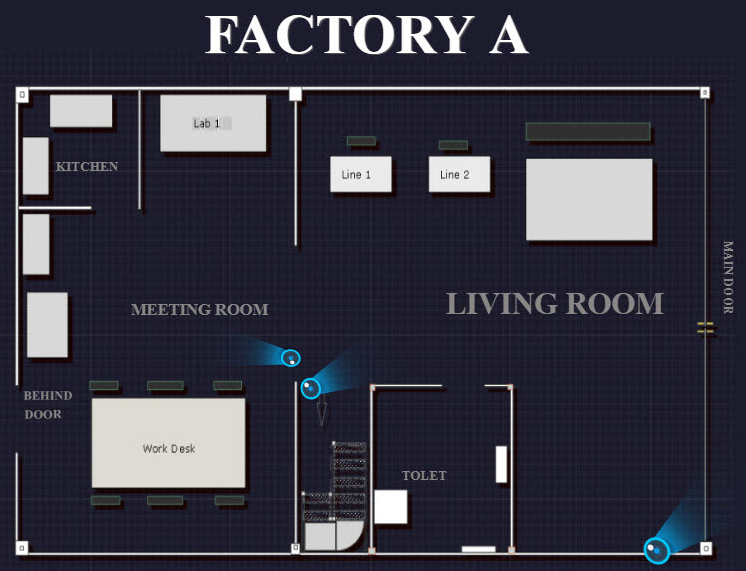 FACTORY A
Lab 1
KITCHEN
Line 1
Line 2
MAIN DOOR
LIVING ROOM
MEETING ROOM
BEHIND
DOOR
Work Desk
TOLET